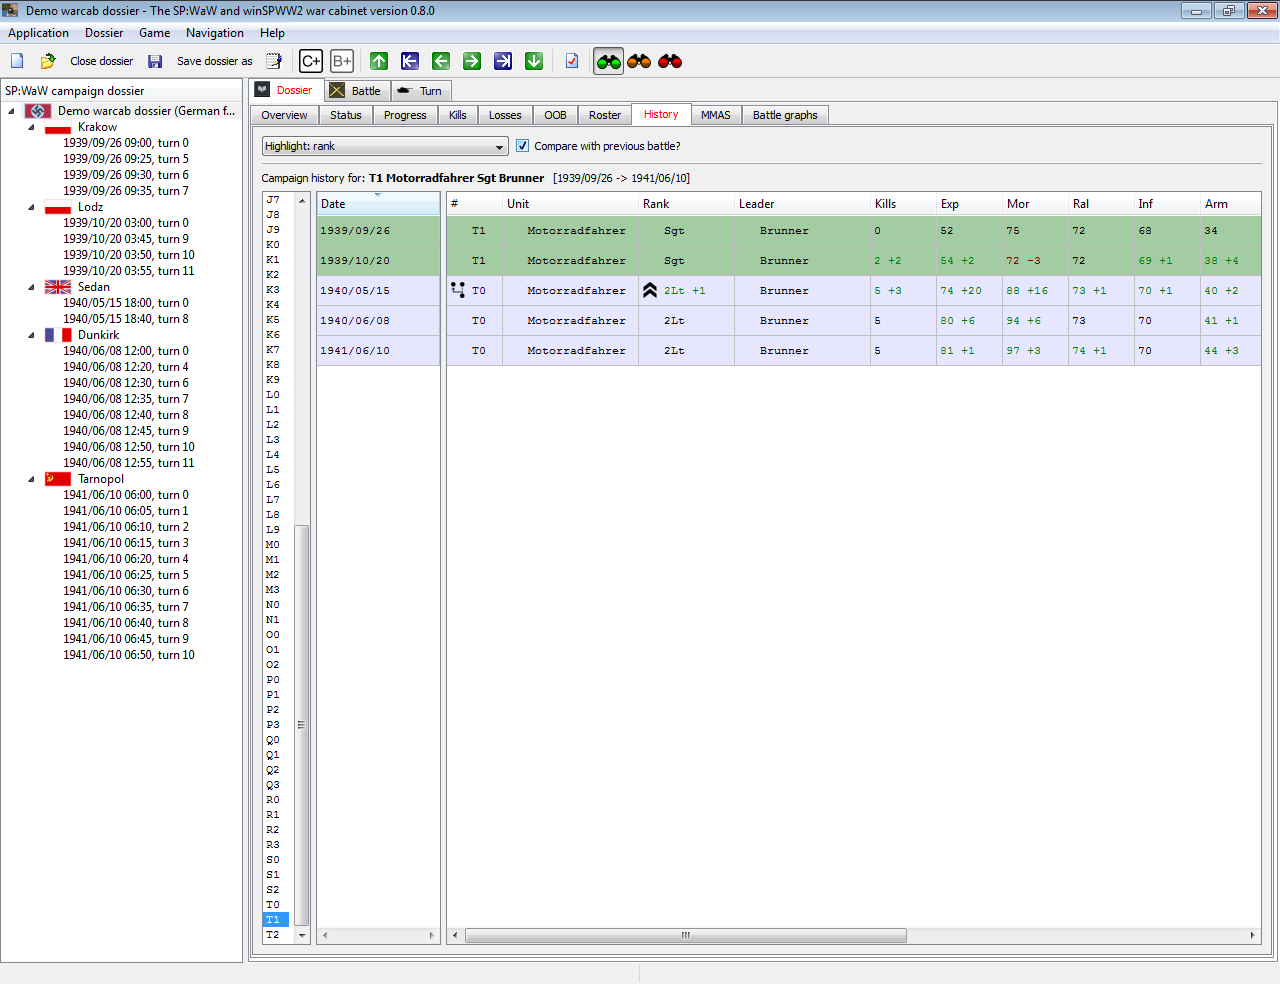 Demo warcab dossier - The SP:WaW and winSPWW2 war cabinet version 0.8.0
Application Dossier Game Navigation Help
Close dossier Save dossier as C+ B+
SP:WaW campaign dossier
Demo warcab dossier (German f...
Krakow
1939/09/26 09:00, turn 0
1939/09/26 09:25, turn 5
1939/09/26 09:30, turn 6
1939/09/26 09:35, turn 7
Lodz
1939/10/20 03:00, turn 0
1939/10/20 03:45, turn 9
1939/10/20 03:50, turn 10
1939/10/20 03:55, turn 11
Sedan
1940/05/15 18:00, turn 0
1940/05/15 18:40, turn 8
Dunkirk
1940/06/08 12:00, turn 0
1940/06/08 12:20, turn 4
1940/06/08 12:30, turn 6
1940/06/08 12:35, turn 7
1940/06/08 12:40, turn 8
1940/06/08 12:45, turn 9
1940/06/08 12:50, turn 10
1940/06/08 12:55, turn 11
Tarnopol
1941/06/10 06:00, turn 0
1941/06/10 06:05, turn 1
1941/06/10 06:10, turn 2
1941/06/10 06:15, turn 3
1941/06/10 06:20, turn 4
1941/06/10 06:25, turn 5
1941/06/10 06:30, turn 6
1941/06/10 06:35, turn 7
1941/06/10 06:40, turn 8
1941/06/10 06:45, turn 9
1941/06/10 06:50, turn 10
Dossier Battle Turn
Overview Status Progress Kills Losses OOB Roster History MMAS Battle graphs
Highlight: rank Compare with previous battle?
Campaign history for: T1 Motorradfahrer Sgt Brunner [1939/09/26 -> 1941/06/10]
J7
J8
J9
K0
K1
K2
K3
K4
K5
K6
K7
K8
K9
L0
L1
L2
L3
L4
L5
L6
L7
L8
L9
M0
M1
M2
M3
N0
N1
O0
O1
O2
P0
P1
P2
P3
Q0
Q1
Q2
Q3
R0
R1
R2
R3
S0
S1
S2
T0
T1
T2
Date # Unit Rank Leader Kills Exp Mor Ral Inf Arm
1939/09/26 T1 Motorradfahrer Sgt Brunner 0 52 75 72 68 34
1939/10/20 T1 Motorradfahrer Sgt Brunner 2 +2 54 +2 72 -3 72 69 +1 38 +4
1940/05/15 T0 Motorradfahrer 2Lt +1 Brunner 5 +3 74 +20 88 +16 73 +1 70 +1 40 +2
1940/06/08 T0 Motorradfahrer 2Lt Brunner 5 80 +6 94 +6 73 70 41 +1
1941/06/10 T0 Motorradfahrer 2Lt Brunner 5 81 +1 97 +3 74 +1 70 44 +3